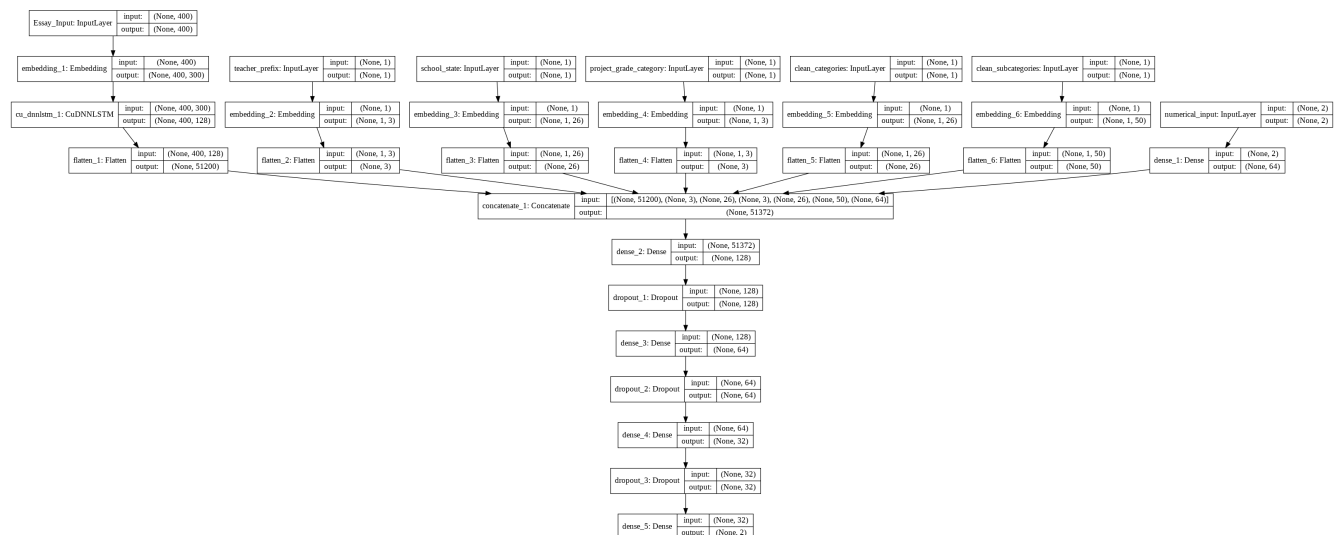 Essay_Input: InputLayer input: (None, 400)
output: (None, 400)
embedding_1: Embedding input: (None, 400)
output: (None, 400, 300)
teacher_prefix: InputLayer input: (None, 1)
output: (None, 1)
school_state: InputLayer input: (None, 1)
output: (None, 1)
project_grade_category: InputLayer input: (None, 1)
output: (None, 1)
clean_categories: InputLayer input: (None, 1)
output: (None, 1)
clean_subcategories: InputLayer input: (None, 1)
output: (None, 1)
cu_dnnlstm_1: CuDNNLSTM input: (None, 400, 300)
output: (None, 400, 128)
embedding_2: Embedding input: (None, 1)
output: (None, 1, 3)
embedding_3: Embedding input: (None, 1)
output: (None, 1, 26)
embedding_4: Embedding input: (None, 1)
output: (None, 1, 3)
embedding_5: Embedding input: (None, 1)
output: (None, 1, 26)
embedding_6: Embedding input: (None, 1)
output: (None, 1, 50)
numerical_input: InputLayer input: (None, 2)
output: (None, 2)
flatten_1: Flatten input: (None, 400, 128)
output: (None, 51200)
flatten_2: Flatten input: (None, 1, 3)
output: (None, 3)
flatten_3: Flatten input: (None, 1, 26)
output: (None, 26)
flatten_4: Flatten input: (None, 1, 3)
output: (None, 3)
flatten_5: Flatten input: (None, 1, 26)
output: (None, 26)
flatten_6: Flatten input: (None, 1, 50)
output: (None, 50)
dense_1: Dense input: (None, 2)
output: (None, 64)
concatenate_1: Concatenate input: [(None, 51200), (None, 3), (None, 26), (None, 3), (None, 26), (None, 50), (None, 64)]
output: (None, 51372)
dense_2: Dense input: (None, 51372)
output: (None, 128)
dropout_1: Dropout input: (None, 128)
output: (None, 128)
dense_3: Dense input: (None, 128)
output: (None, 64)
dropout_2: Dropout input: (None, 64)
output: (None, 64)
dense_4: Dense input: (None, 64)
output: (None, 32)
dropout_3: Dropout input: (None, 32)
output: (None, 32)
dense_5: Dense input: (None, 32)
output: (None, 2)